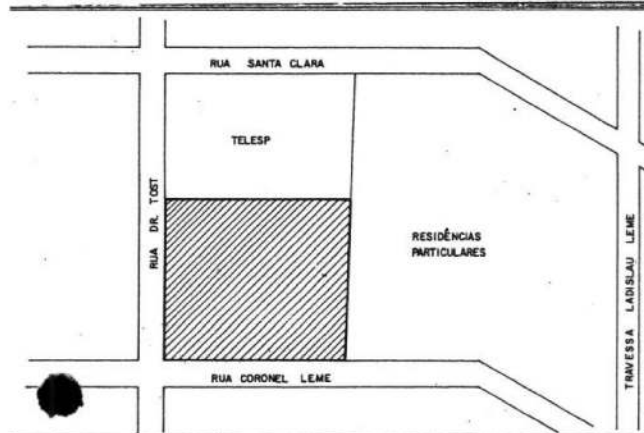 RUA SANTA CLARA
TELESP
RUA DR. TOST
RESIDÊNCIAS
PARTICULARES
TRAVESSA LADISLAU LEME
RUA CORONEL LEME